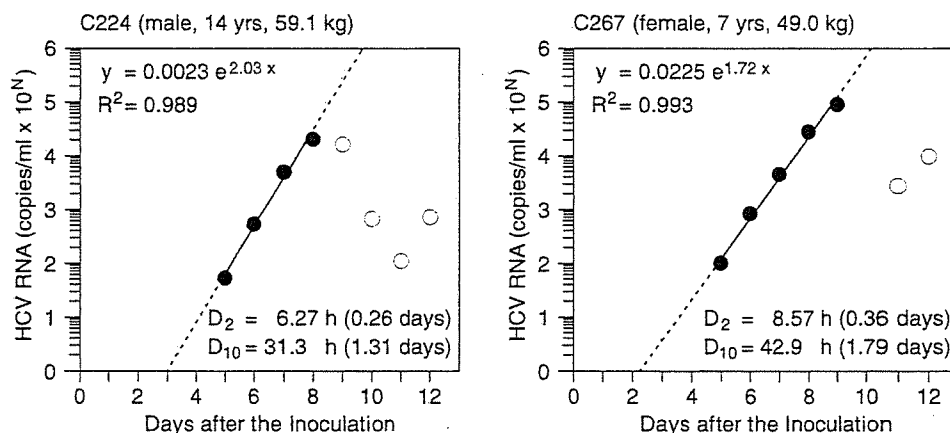 C224 (male, 14 yrs, 59.1 kg)
HCV RNA (copies/ml x 10^N)
6
5
4
3
2
1
0
y = 0.0023 e^2.03 x
R² = 0.989
D₂ = 6.27 h (0.26 days)
D₁₀ = 31.3 h (1.31 days)
0 2 4 6 8 10 12
Days after the Inoculation
C267 (female, 7 yrs, 49.0 kg)
HCV RNA (copies/ml x 10^N)
6
5
4
3
2
1
0
y = 0.0225 e^1.72 x
R² = 0.993
D₂ = 8.57 h (0.36 days)
D₁₀ = 42.9 h (1.79 days)
0 2 4 6 8 10 12
Days after the Inoculation